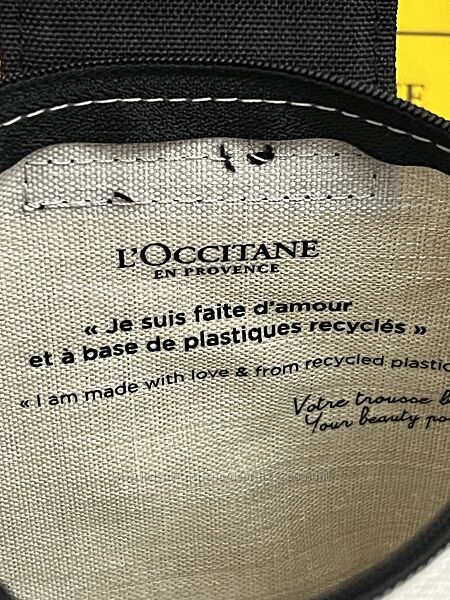 L'OCCITANE
EN PROVENCE
« Je suis faite d'amour
et à base de plastiques recyclés »
« I am made with love & from recycled plastic
Votre trousse b
Your beauty po